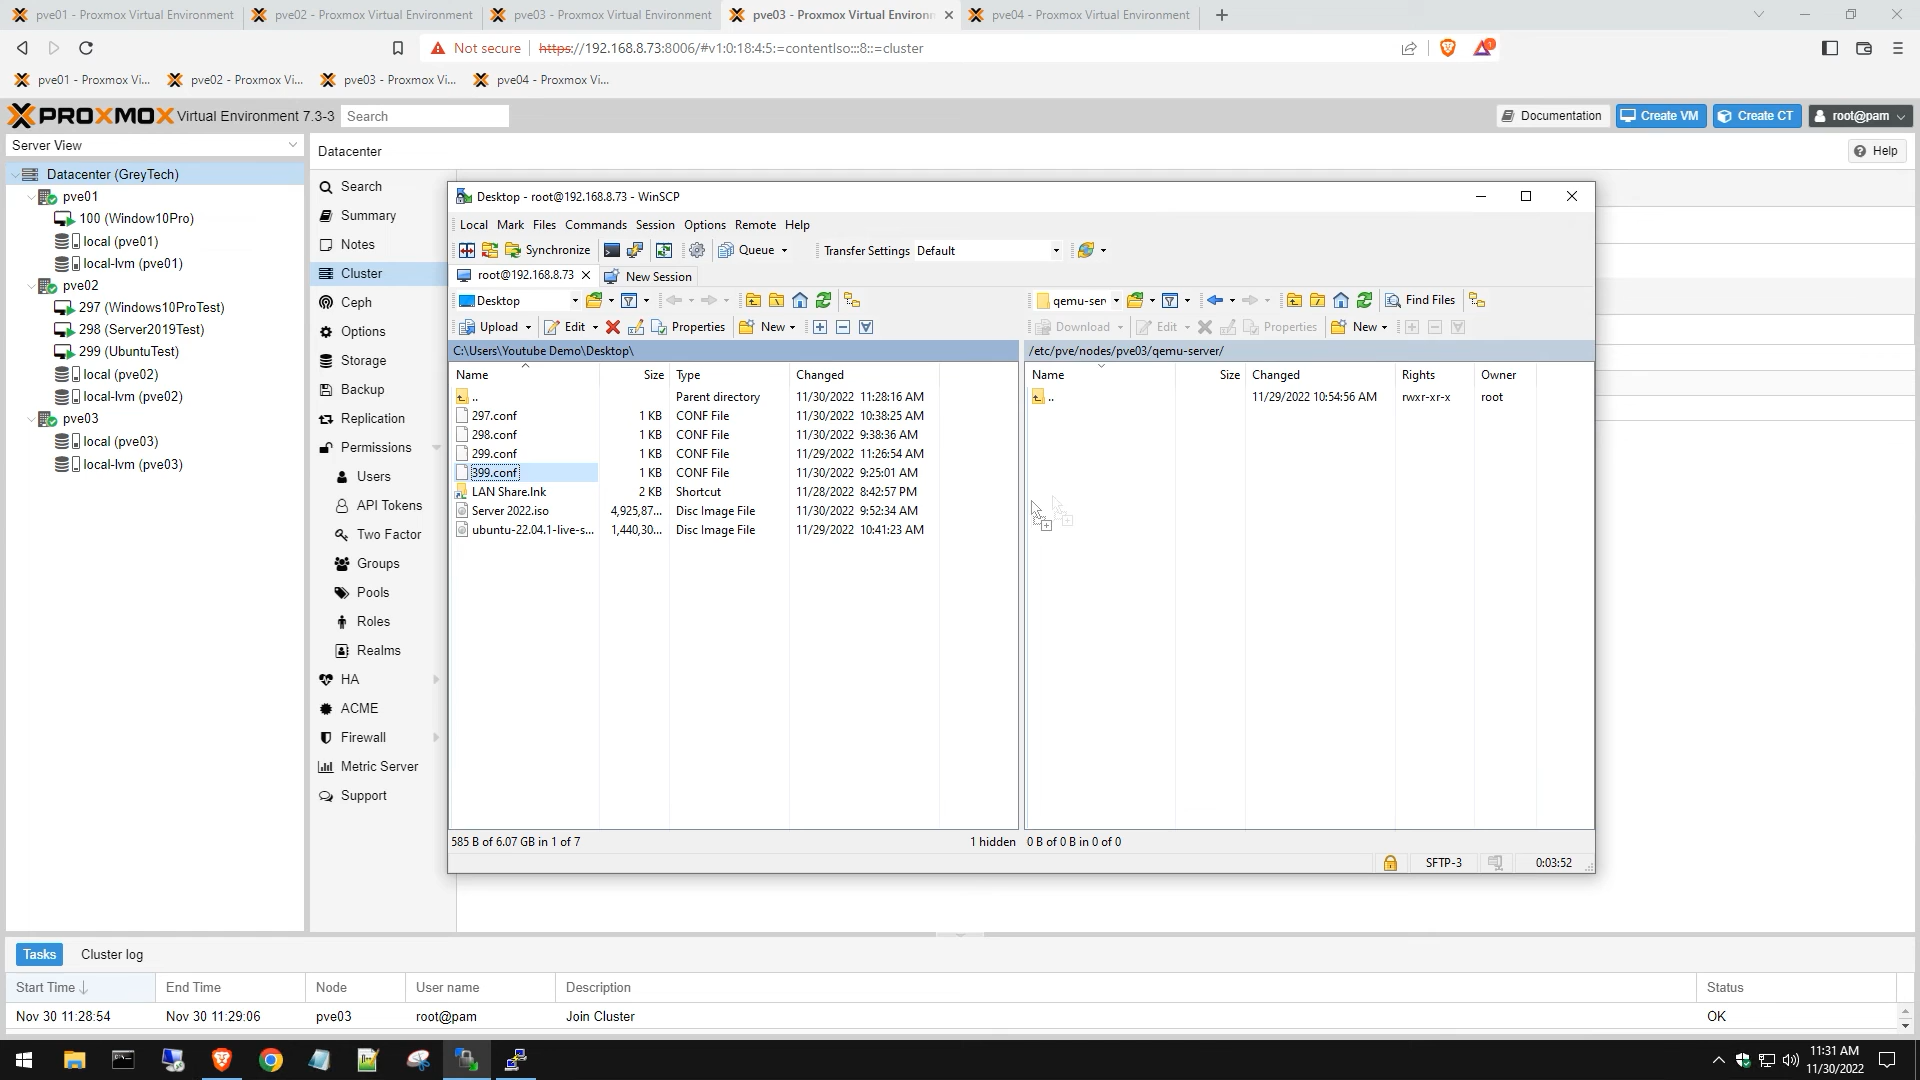 pve01 - Proxmox Virtual Environment
pve02 - Proxmox Virtual Environment
pve03 - Proxmox Virtual Environment
pve03 - Proxmox Virtual Environn
pve04 - Proxmox Virtual Environment
Not secure
https://192.168.8.73:8006/#v1:0:18:4:5:=contentIso:::8::=cluster
pve01 - Proxmox Vi...
pve02 - Proxmox Vi...
pve03 - Proxmox Vi...
pve04 - Proxmox Vi...
PROXMOX Virtual Environment 7.3-3
Search
Documentation
Create VM
Create CT
root@pam
Server View
Datacenter
Help
Datacenter (GreyTech)
pve01
100 (Window10Pro)
local (pve01)
local-lvm (pve01)
pve02
297 (Windows10ProTest)
298 (Server2019Test)
299 (UbuntuTest)
local (pve02)
local-lvm (pve02)
pve03
local (pve03)
local-lvm (pve03)
Search
Summary
Notes
Cluster
Ceph
Options
Storage
Backup
Replication
Permissions
Users
API Tokens
Two Factor
Groups
Pools
Roles
Realms
HA
ACME
Firewall
Metric Server
Support
Desktop - root@192.168.8.73 - WinSCP
Local Mark Files Commands Session Options Remote Help
Synchronize
Queue
Transfer Settings Default
root@192.168.8.73
New Session
Desktop
qemu-ser
Find Files
Upload
Edit
Properties
New
Download
Edit
Properties
New
C:\Users\Youtube Demo\Desktop\
/etc/pve/nodes/pve03/qemu-server/
Name Size Type Changed
.. Parent directory 11/30/2022 11:28:16 AM
297.conf 1 KB CONF File 11/30/2022 10:38:25 AM
298.conf 1 KB CONF File 11/30/2022 9:38:36 AM
299.conf 1 KB CONF File 11/29/2022 11:26:54 AM
399.conf 1 KB CONF File 11/30/2022 9:25:01 AM
LAN Share.lnk 2 KB Shortcut 11/28/2022 8:42:57 PM
Server 2022.iso 4,925,87... Disc Image File 11/30/2022 9:52:34 AM
ubuntu-22.04.1-live-s... 1,440,30... Disc Image File 11/29/2022 10:41:23 AM
Name Size Changed Rights Owner
.. 11/29/2022 10:54:56 AM rwxr-xr-x root
585 B of 6.07 GB in 1 of 7
1 hidden
0 B of 0 B in 0 of 0
SFTP-3
0:03:52
Tasks
Cluster log
Start Time End Time Node User name Description Status
Nov 30 11:28:54 Nov 30 11:29:06 pve03 root@pam Join Cluster OK
11:31 AM
11/30/2022